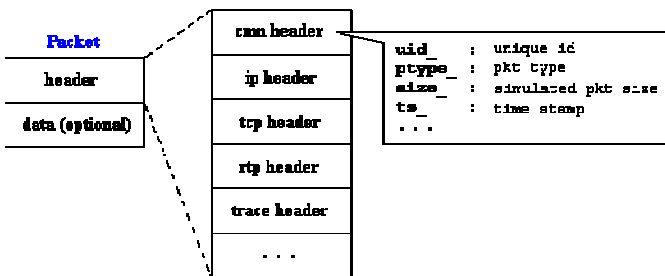 Packet
header
data (optional)
cmn header
ip header
tcp header
rtp header
trace header
. . .
uid_ : unique id
ptype_ : pkt type
size_ : simulated pkt size
ts_ : time stamp
. . .